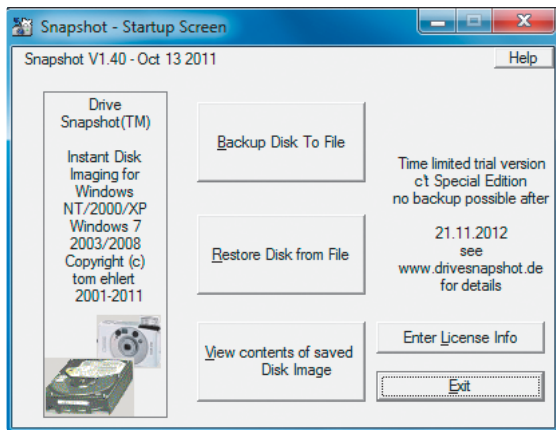 Snapshot - Startup Screen
Snapshot V1.40 - Oct 13 2011
Help
Drive
Snapshot(TM)
Instant Disk
Imaging for
Windows
NT/2000/XP
Windows 7
2003/2008
Copyright (c)
tom ehlert
2001-2011
Backup Disk To File
Restore Disk from File
View contents of saved
Disk Image
Time limited trial version
c't Special Edition
no backup possible after
21.11.2012
see
www.drivesnapshot.de
for details
Enter License Info
Exit